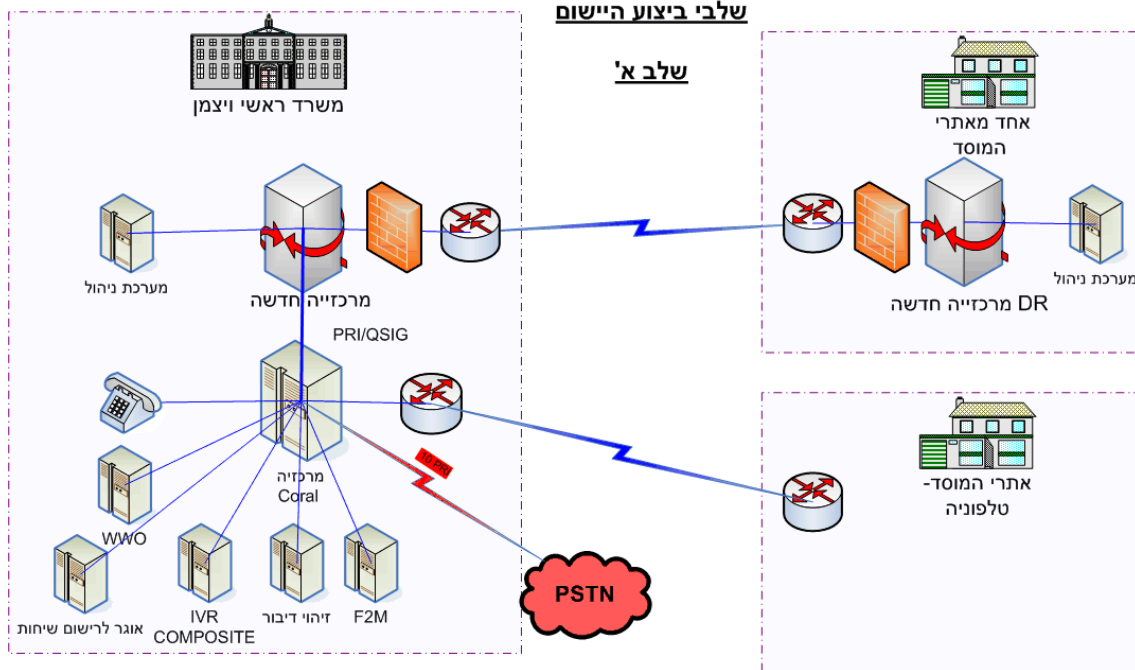 שלבי ביצוע היישום
שלב א'
משרד ראשי ויצמן
מערכת ניהול
מרכזייה חדשה
PRI/QSIG
מרכזיה
Coral
10 PRI
WWO
אוגר לרישום שיחות
IVR
COMPOSITE
זיהוי דיבור
F2M
PSTN
אחד מאתרי
המוסד
מערכת ניהול
מרכזייה חדשה DR
אתרי המוסד-
טלפוניה